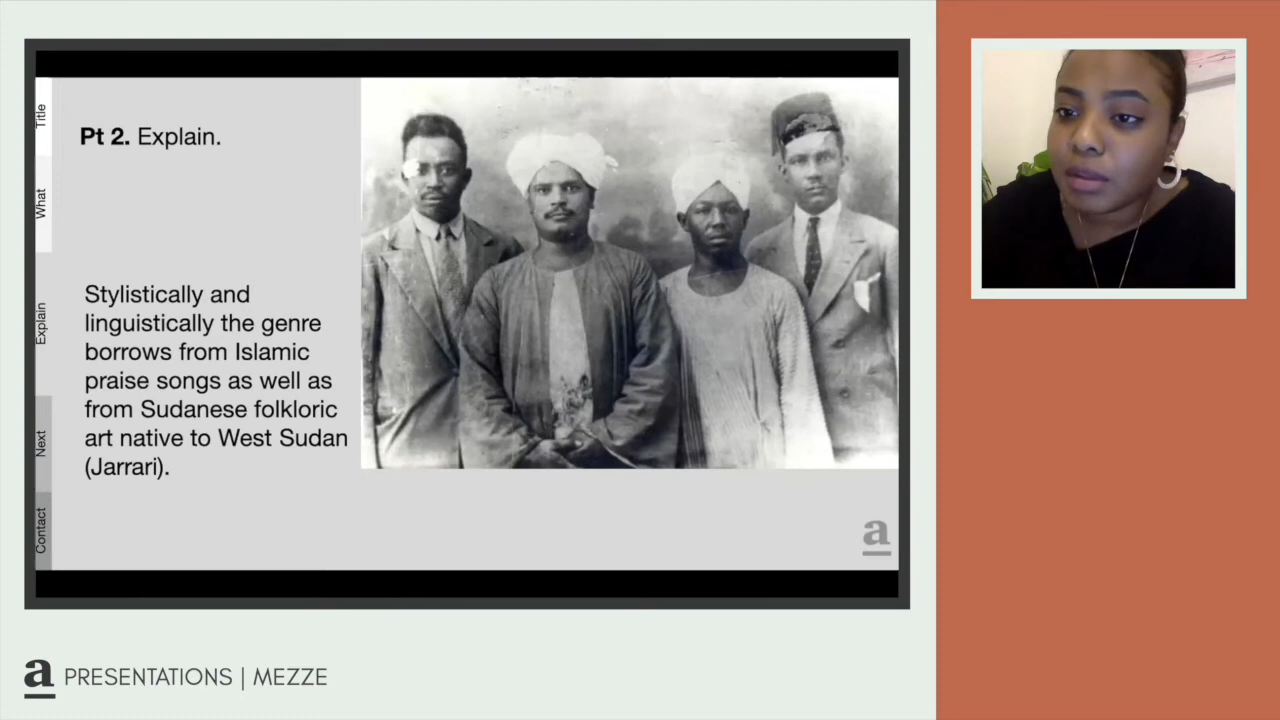 Title
What
Explain
Next
Contact
Pt 2. Explain.
Stylistically and
linguistically the genre
borrows from Islamic
praise songs as well as
from Sudanese folkloric
art native to West Sudan
(Jarrari).
a
a PRESENTATIONS | MEZZE